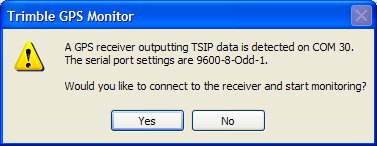 Trimble GPS Monitor
A GPS receiver outputting TSIP data is detected on COM 30.
The serial port settings are 9600-8-Odd-1.
Would you like to connect to the receiver and start monitoring?
Yes
No